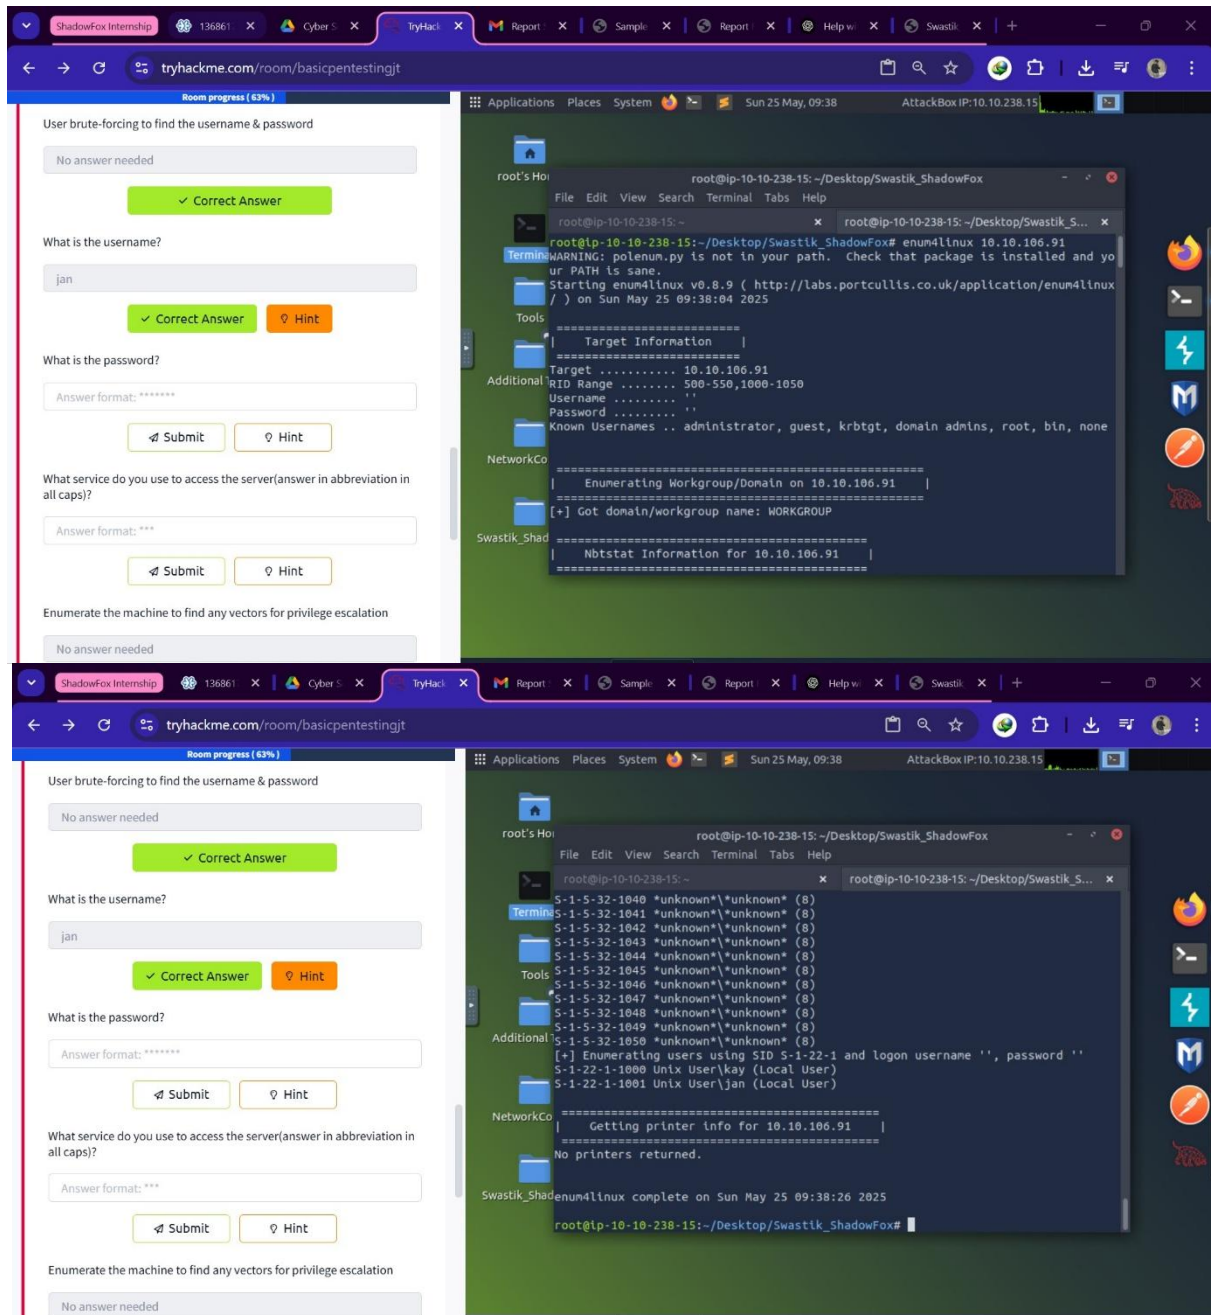 ShadowFox Internship
136861
Cyber S
TryHack
Report
Sample
Report
Help wi
Swastik
tryhackme.com/room/basicpentestingjt
Room progress ( 63% )
User brute-forcing to find the username & password
No answer needed
Correct Answer
What is the username?
jan
Correct Answer
Hint
What is the password?
Answer format: *******
Submit
Hint
What service do you use to access the server(answer in abbreviation in
all caps)?
Answer format: ***
Submit
Hint
Enumerate the machine to find any vectors for privilege escalation
No answer needed
Applications Places System Sun 25 May, 09:38 AttackBox IP:10.10.238.15
root's Ho
Termina
Tools
Additional T
NetworkCo
Swastik_Shad
root@ip-10-10-238-15: ~/Desktop/Swastik_ShadowFox
File Edit View Search Terminal Tabs Help
root@ip-10-10-238-15: ~
root@ip-10-10-238-15: ~/Desktop/Swastik_S...
root@ip-10-10-238-15:~/Desktop/Swastik_ShadowFox# enum4linux 10.10.106.91
WARNING: polenum.py is not in your path. Check that package is installed and yo
ur PATH is sane.
Starting enum4linux v0.8.9 ( http://labs.portcullis.co.uk/application/enum4linux
/ ) on Sun May 25 09:38:04 2025
==========================
| Target Information |
==========================
Target ........... 10.10.106.91
RID Range ........ 500-550,1000-1050
Username ......... ''
Password ......... ''
Known Usernames .. administrator, guest, krbtgt, domain admins, root, bin, none
====================================================
| Enumerating Workgroup/Domain on 10.10.106.91 |
====================================================
[+] Got domain/workgroup name: WORKGROUP
============================================
| Nbtstat Information for 10.10.106.91 |
============================================
ShadowFox Internship
136861
Cyber S
TryHack
Report
Sample
Report
Help wi
Swastik
tryhackme.com/room/basicpentestingjt
Room progress ( 63% )
User brute-forcing to find the username & password
No answer needed
Correct Answer
What is the username?
jan
Correct Answer
Hint
What is the password?
Answer format: *******
Submit
Hint
What service do you use to access the server(answer in abbreviation in
all caps)?
Answer format: ***
Submit
Hint
Enumerate the machine to find any vectors for privilege escalation
No answer needed
Applications Places System Sun 25 May, 09:38 AttackBox IP:10.10.238.15
root's Ho
Termina
Tools
Additional T
NetworkCo
Swastik_Shad
root@ip-10-10-238-15: ~/Desktop/Swastik_ShadowFox
File Edit View Search Terminal Tabs Help
root@ip-10-10-238-15: ~
root@ip-10-10-238-15: ~/Desktop/Swastik_S...
S-1-5-32-1040 *unknown*\*unknown* (8)
S-1-5-32-1041 *unknown*\*unknown* (8)
S-1-5-32-1042 *unknown*\*unknown* (8)
S-1-5-32-1043 *unknown*\*unknown* (8)
S-1-5-32-1044 *unknown*\*unknown* (8)
S-1-5-32-1045 *unknown*\*unknown* (8)
S-1-5-32-1046 *unknown*\*unknown* (8)
S-1-5-32-1047 *unknown*\*unknown* (8)
S-1-5-32-1048 *unknown*\*unknown* (8)
S-1-5-32-1049 *unknown*\*unknown* (8)
S-1-5-32-1050 *unknown*\*unknown* (8)
[+] Enumerating users using SID S-1-22-1 and logon username '', password ''
S-1-22-1-1000 Unix User\kay (Local User)
S-1-22-1-1001 Unix User\jan (Local User)
=============================================
| Getting printer info for 10.10.106.91 |
=============================================
No printers returned.
enum4linux complete on Sun May 25 09:38:26 2025
root@ip-10-10-238-15:~/Desktop/Swastik_ShadowFox#